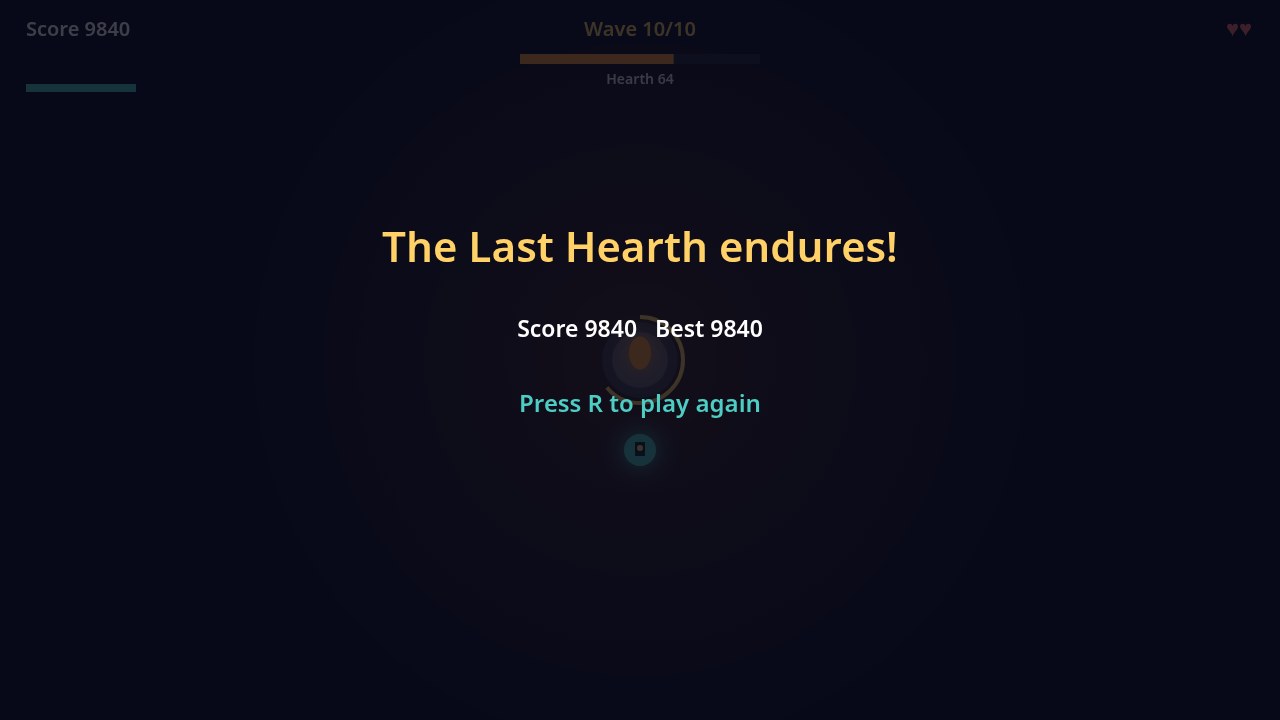 Score 9840
Wave 10/10
♥♥
Hearth 64
The Last Hearth endures!
Score 9840   Best 9840
Press R to play again